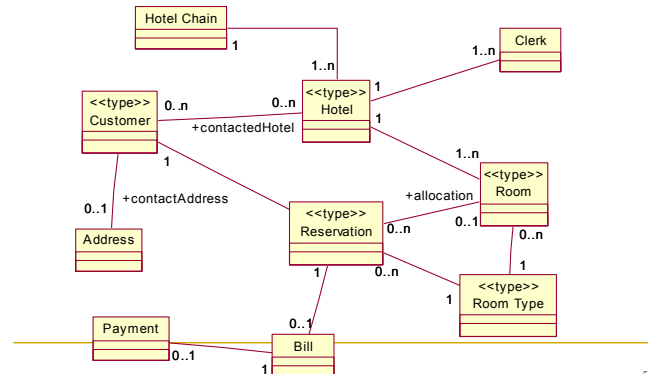 Hotel Chain
1
1..n
Clerk
1..n
<<type>>
Customer
0..n
0..n
<<type>>
Hotel
1
1
+contactedHotel
1
1..n
<<type>>
Room
+contactAddress
0..1
+allocation
0..1
0..n
<<type>>
Reservation
0..n
Address
1
0..n
1
1
<<type>>
Room Type
0..1
Payment
0..1
Bill
1